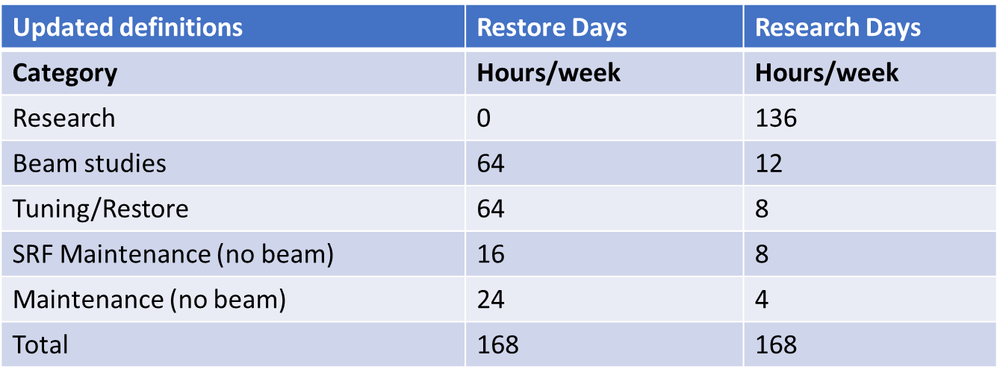 Updated definitions Restore Days Research Days
Category Hours/week Hours/week
Research 0 136
Beam studies 64 12
Tuning/Restore 64 8
SRF Maintenance (no beam) 16 8
Maintenance (no beam) 24 4
Total 168 168